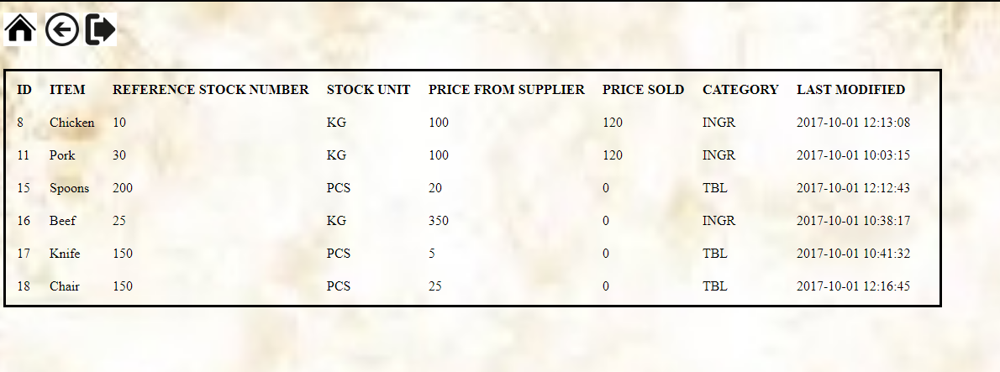 ID ITEM REFERENCE STOCK NUMBER STOCK UNIT PRICE FROM SUPPLIER PRICE SOLD CATEGORY LAST MODIFIED
8 Chicken 10 KG 100 120 INGR 2017-10-01 12:13:08
11 Pork 30 KG 100 120 INGR 2017-10-01 10:03:15
15 Spoons 200 PCS 20 0 TBL 2017-10-01 12:12:43
16 Beef 25 KG 350 0 INGR 2017-10-01 10:38:17
17 Knife 150 PCS 5 0 TBL 2017-10-01 10:41:32
18 Chair 150 PCS 25 0 TBL 2017-10-01 12:16:45